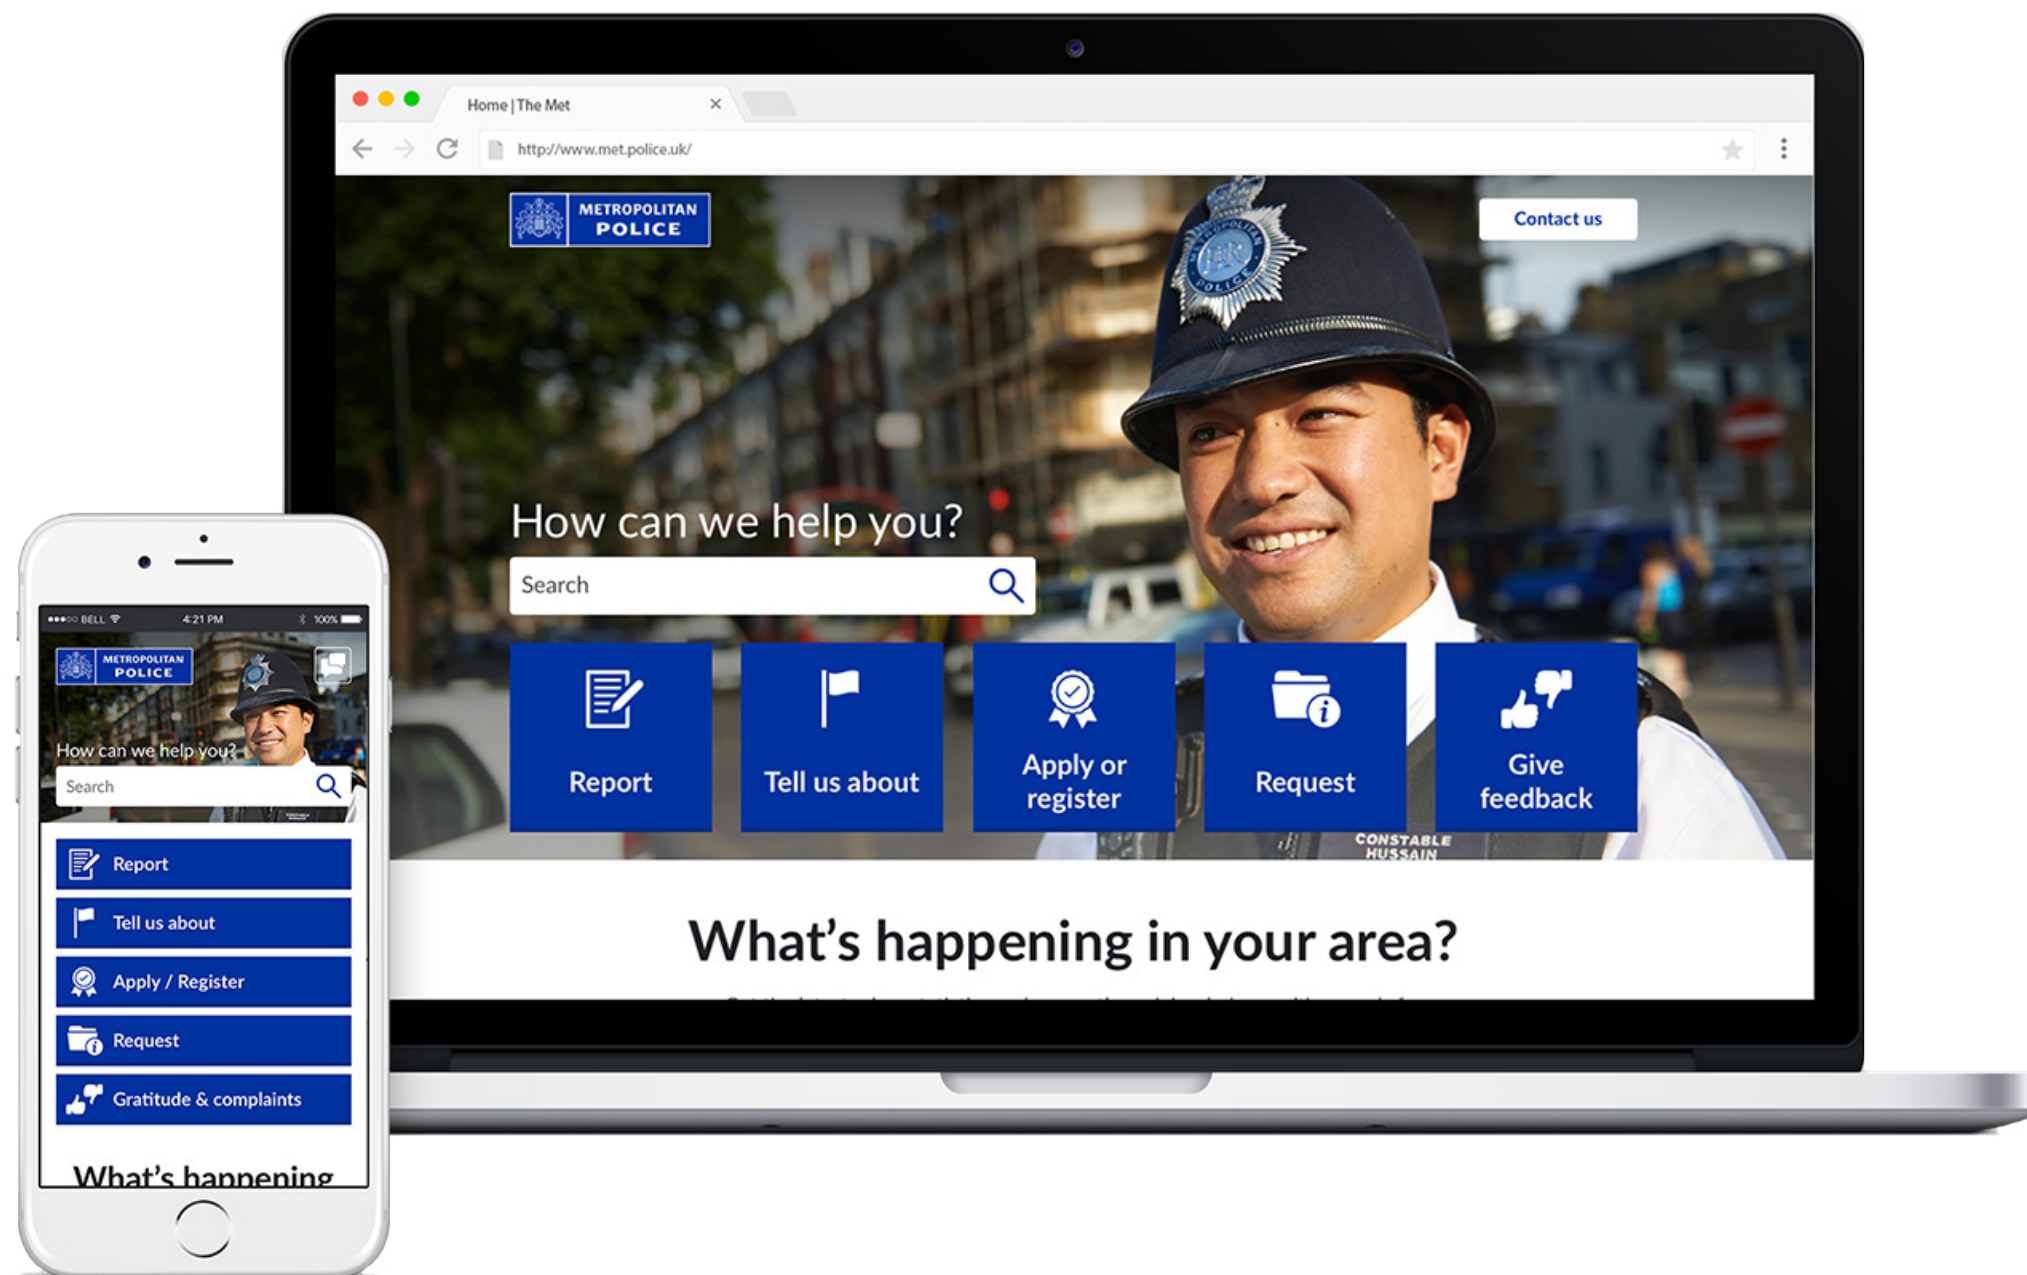 Home | The Met
http://www.met.police.uk/
METROPOLITAN
POLICE
Contact us
METROPOLITAN
POLICE
How can we help you?
Search
Report
Tell us about
Apply or
register
Request
Give
feedback
CONSTABLE
HUSSAIN
What's happening in your area?
BELL
4:21 PM
100%
METROPOLITAN
POLICE
How can we help you?
Search
Report
Tell us about
Apply / Register
Request
Gratitude & complaints
What's happening